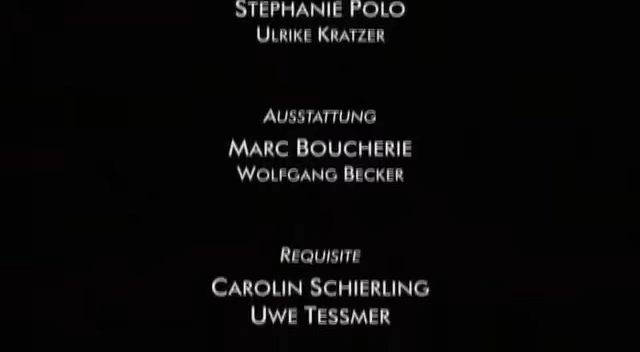 STEPHANIE POLO
ULRIKE KRATZER
AUSSTATTUNG
MARC BOUCHERIE
WOLFGANG BECKER
REQUISITE
CAROLIN SCHIERLING
UWE TESSMER